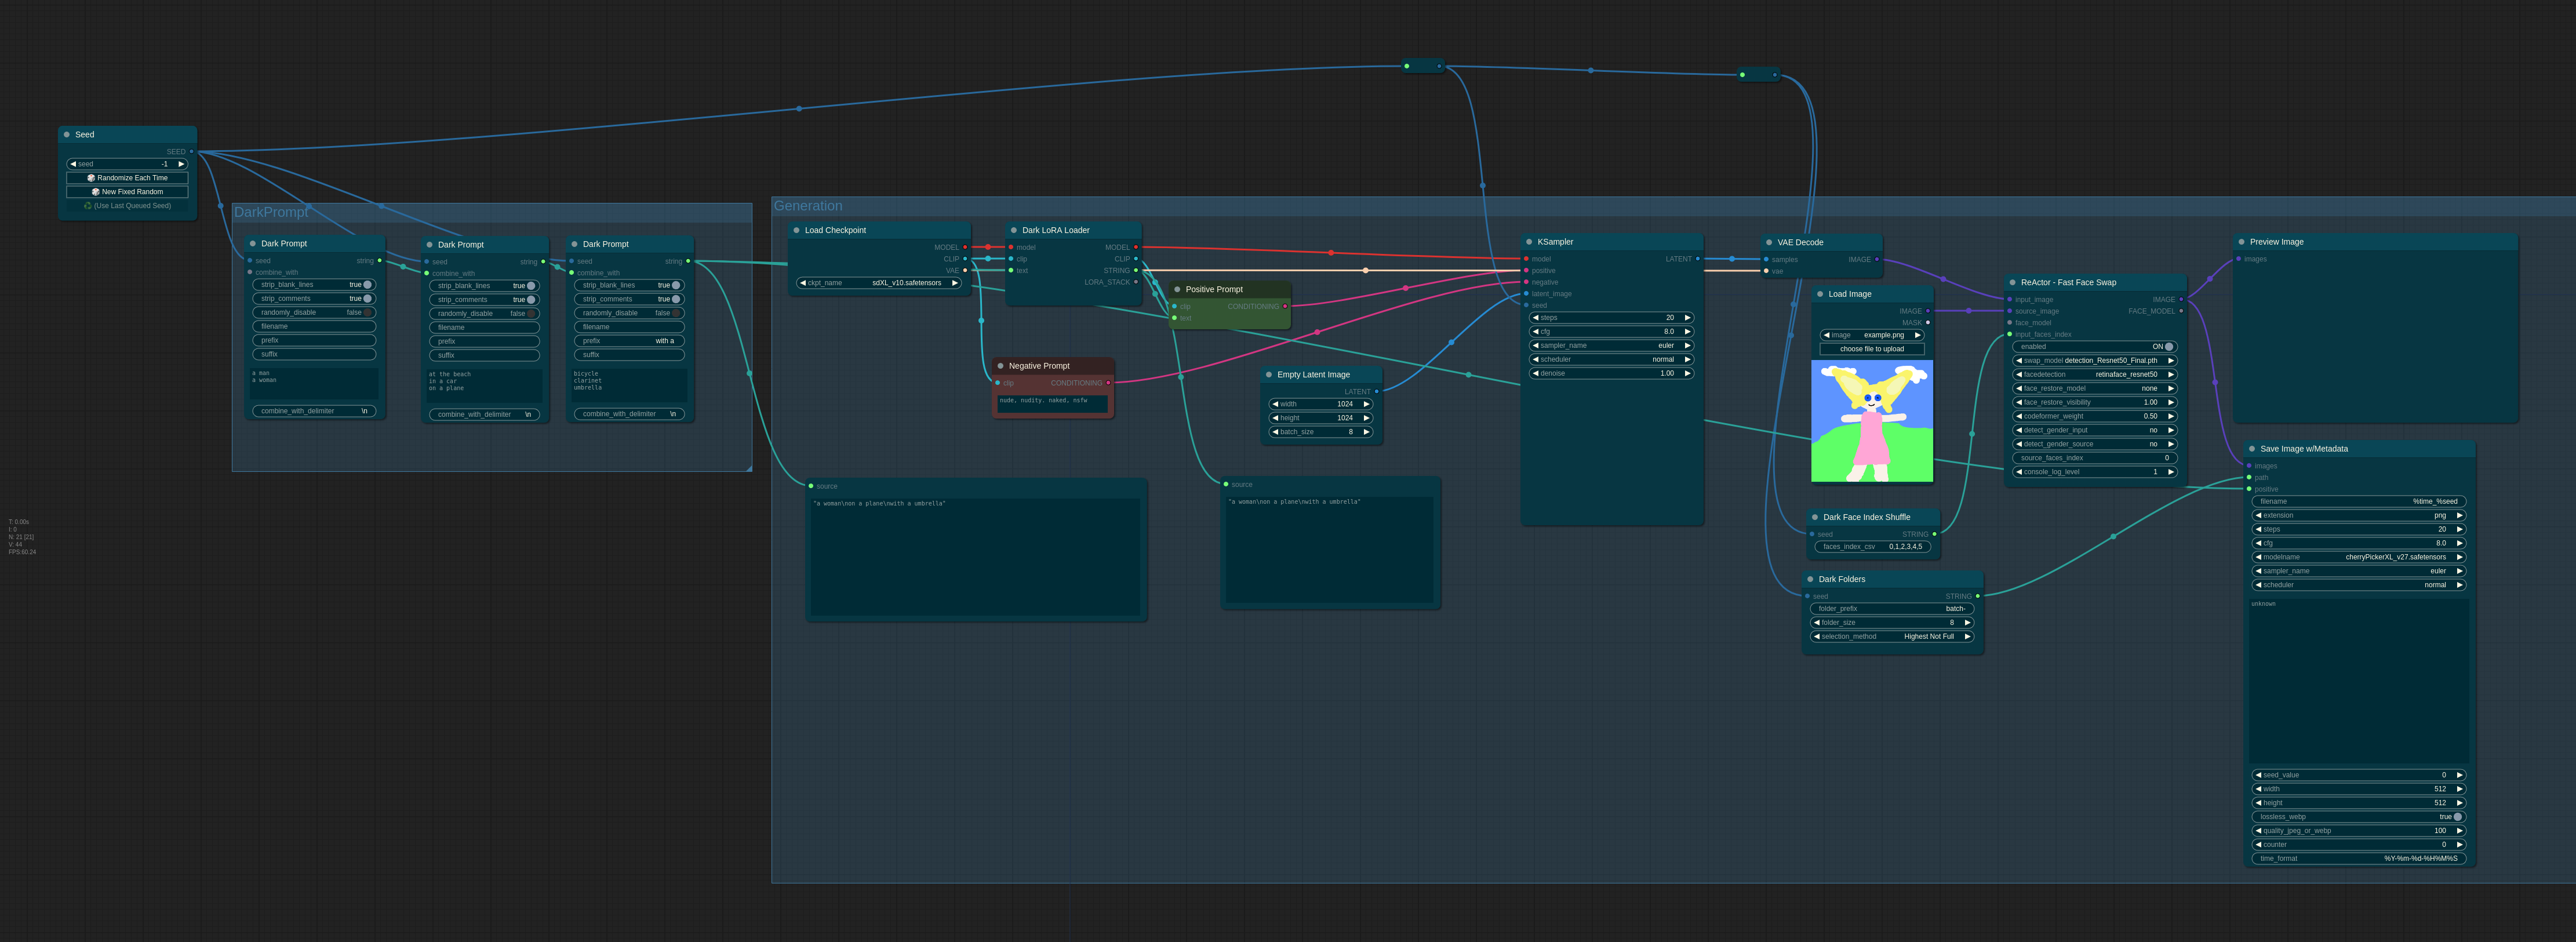 Seed
SEED
seed -1
🎲 Randomize Each Time
🎲 New Fixed Random
♻️ (Use Last Queued Seed)
T: 0.00s
I: 0
N: 21 [21]
V: 44
FPS:60.24
DarkPrompt
Dark Prompt
seed string
combine_with
strip_blank_lines true
strip_comments true
randomly_disable false
filename
prefix
suffix
a man
a woman
combine_with_delimiter \n
Dark Prompt
seed string
combine_with
strip_blank_lines true
strip_comments true
randomly_disable false
filename
prefix
suffix
at the beach
in a car
on a plane
combine_with_delimiter \n
Dark Prompt
seed string
combine_with
strip_blank_lines true
strip_comments true
randomly_disable false
filename
prefix with a
suffix
bicycle
clarinet
umbrella
combine_with_delimiter \n
Generation
Load Checkpoint
MODEL
CLIP
VAE
ckpt_name sdXL_v10.safetensors
Dark LoRA Loader
model MODEL
clip CLIP
text STRING
LORA_STACK
Positive Prompt
clip CONDITIONING
text
Negative Prompt
clip CONDITIONING
nude, nudity. naked, nsfw
Empty Latent Image
LATENT
width 1024
height 1024
batch_size 8
source
"a woman\non a plane\nwith a umbrella"
source
"a woman\non a plane\nwith a umbrella"
KSampler
model LATENT
positive
negative
latent_image
seed
steps 20
cfg 8.0
sampler_name euler
scheduler normal
denoise 1.00
VAE Decode
samples IMAGE
vae
Load Image
IMAGE
MASK
image example.png
choose file to upload
Dark Face Index Shuffle
seed STRING
faces_index_csv 0,1,2,3,4,5
Dark Folders
seed STRING
folder_prefix batch-
folder_size 8
selection_method Highest Not Full
ReActor - Fast Face Swap
input_image IMAGE
source_image FACE_MODEL
face_model
input_faces_index
enabled ON
swap_model detection_Resnet50_Final.pth
facedetection retinaface_resnet50
face_restore_model none
face_restore_visibility 1.00
codeformer_weight 0.50
detect_gender_input no
detect_gender_source no
source_faces_index 0
console_log_level 1
Preview Image
images
Save Image w/Metadata
images
path
positive
filename %time_%seed
extension png
steps 20
cfg 8.0
modelname cherryPickerXL_v27.safetensors
sampler_name euler
scheduler normal
unknown
seed_value 0
width 512
height 512
lossless_webp true
quality_jpeg_or_webp 100
counter 0
time_format %Y-%m-%d-%H%M%S